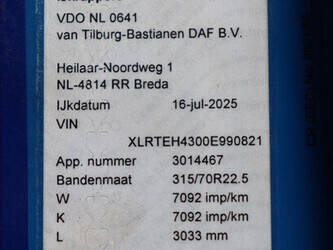 VDO NL 0641
van Tilburg-Bastianen DAF B.V.
Heilaar-Noordweg 1
NL-4814 RR Breda
IJkdatum 16-jul-2025
VIN
XLRTEH4300E990821
App. nummer 3014467
Bandenmaat 315/70R22.5
W 7092 imp/km
K 7092 imp/km
L 3033 mm